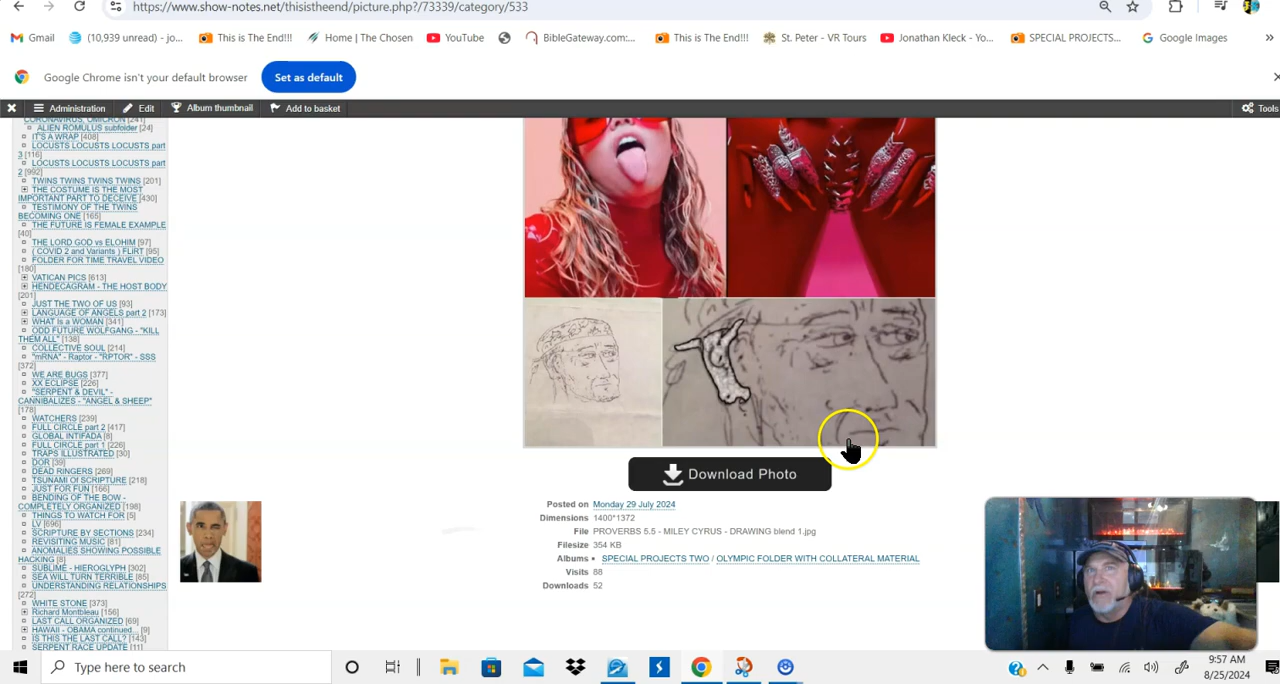 https://www.show-notes.net/thisistheend/picture.php?/73339/category/533
Gmail (10,939 unread) - jo... This is The End!!! Home | The Chosen YouTube BibleGateway.com:... This is The End!!! St. Peter - VR Tours Jonathan Kleck - Yo... SPECIAL PROJECTS... Google Images »
Google Chrome isn't your default browser Set as default
Administration Edit Album thumbnail Add to basket Tools
CORONAVIRUS, OMICRON [241]
ALIEN ROMULUS subfolder [24]
IT'S A WRAP [408]
LOCUSTS LOCUSTS LOCUSTS part
3 [116]
LOCUSTS LOCUSTS LOCUSTS part
2 [992]
TWINS TWINS TWINS TWINS [201]
THE COSTUME IS THE MOST
IMPORTANT PART TO DECEIVE [430]
TESTIMONY OF THE TWINS
BECOMING ONE [165]
THE FUTURE IS FEMALE EXAMPLE
[40]
THE LORD GOD vs ELOHIM [97]
( COVID 2 and Variants ) FLiRT [95]
FOLDER FOR TIME TRAVEL VIDEO
[180]
VATICAN PICS [613]
HENDECAGRAM - THE HOST BODY
[201]
JUST THE TWO OF US [93]
LANGUAGE OF ANGELS part 2 [173]
WHAT Is a WOMAN [341]
ODD FUTURE WOLFGANG - "KILL
THEM ALL" [138]
COLLECTIVE SOUL [214]
"mRNA" - Raptor - "RPTOR" - SSS
[372]
WE ARE BUGS [377]
XX ECLIPSE [226]
"SERPENT & DEVIL" -
CANNIBALIZES - "ANGEL & SHEEP"
[178]
WATCHERS [239]
FULL CIRCLE part 2 [417]
GLOBAL INTIFADA [8]
FULL CIRCLE part 1 [226]
TRAPS ILLUSTRATED [30]
DOR [39]
DEAD RINGERS [269]
TSUNAMI Of SCRIPTURE [218]
JUST FOR FUN [166]
BENDING OF THE BOW -
COMPLETELY ORGANIZED [198]
THINGS TO WATCH FOR [5]
LV [696]
SCRIPTURE BY SECTIONS [234]
REVISITING MUSIC [81]
ANOMALIES SHOWING POSSIBLE
HACKING [8]
SUBLIME - HIEROGLYPH [302]
SEA WILL TURN TERRIBLE [85]
UNDERSTANDING RELATIONSHIPS
[272]
WHITE STONE [373]
Richard Montbleau [156]
LAST CALL ORGANIZED [69]
HAWAII - OBAMA continued... [9]
IS THIS THE LAST CALL? [143]
SERPENT RACE UPDATE [11]
Download Photo
Posted on Monday 29 July 2024
Dimensions 1400*1372
File PROVERBS 5.5 - MILEY CYRUS - DRAWING blend 1.jpg
Filesize 354 KB
Albums SPECIAL PROJECTS TWO / OLYMPIC FOLDER WITH COLLATERAL MATERIAL
Visits 88
Downloads 52
Type here to search
9:57 AM
8/25/2024